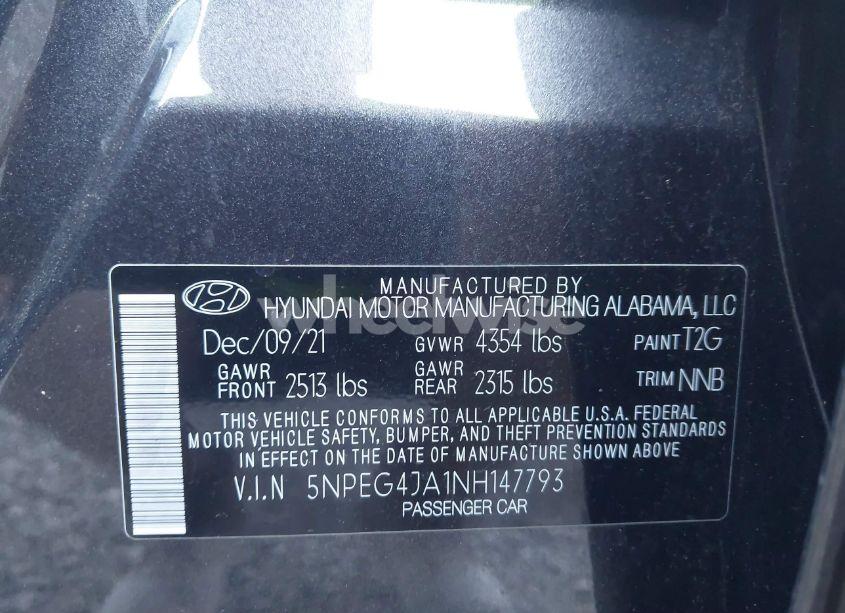 MANUFACTURED BY
HYUNDAI MOTOR MANUFACTURING ALABAMA, LLC
Dec/09/21 GVWR 4354 lbs PAINT T2G
GAWR FRONT 2513 lbs GAWR REAR 2315 lbs TRIM NNB
THIS VEHICLE CONFORMS TO ALL APPLICABLE U.S.A. FEDERAL
MOTOR VEHICLE SAFETY, BUMPER, AND THEFT PREVENTION STANDARDS
IN EFFECT ON THE DATE OF MANUFACTURE SHOWN ABOVE
V.I.N 5NPEG4JA1NH147793
PASSENGER CAR
wheelwise